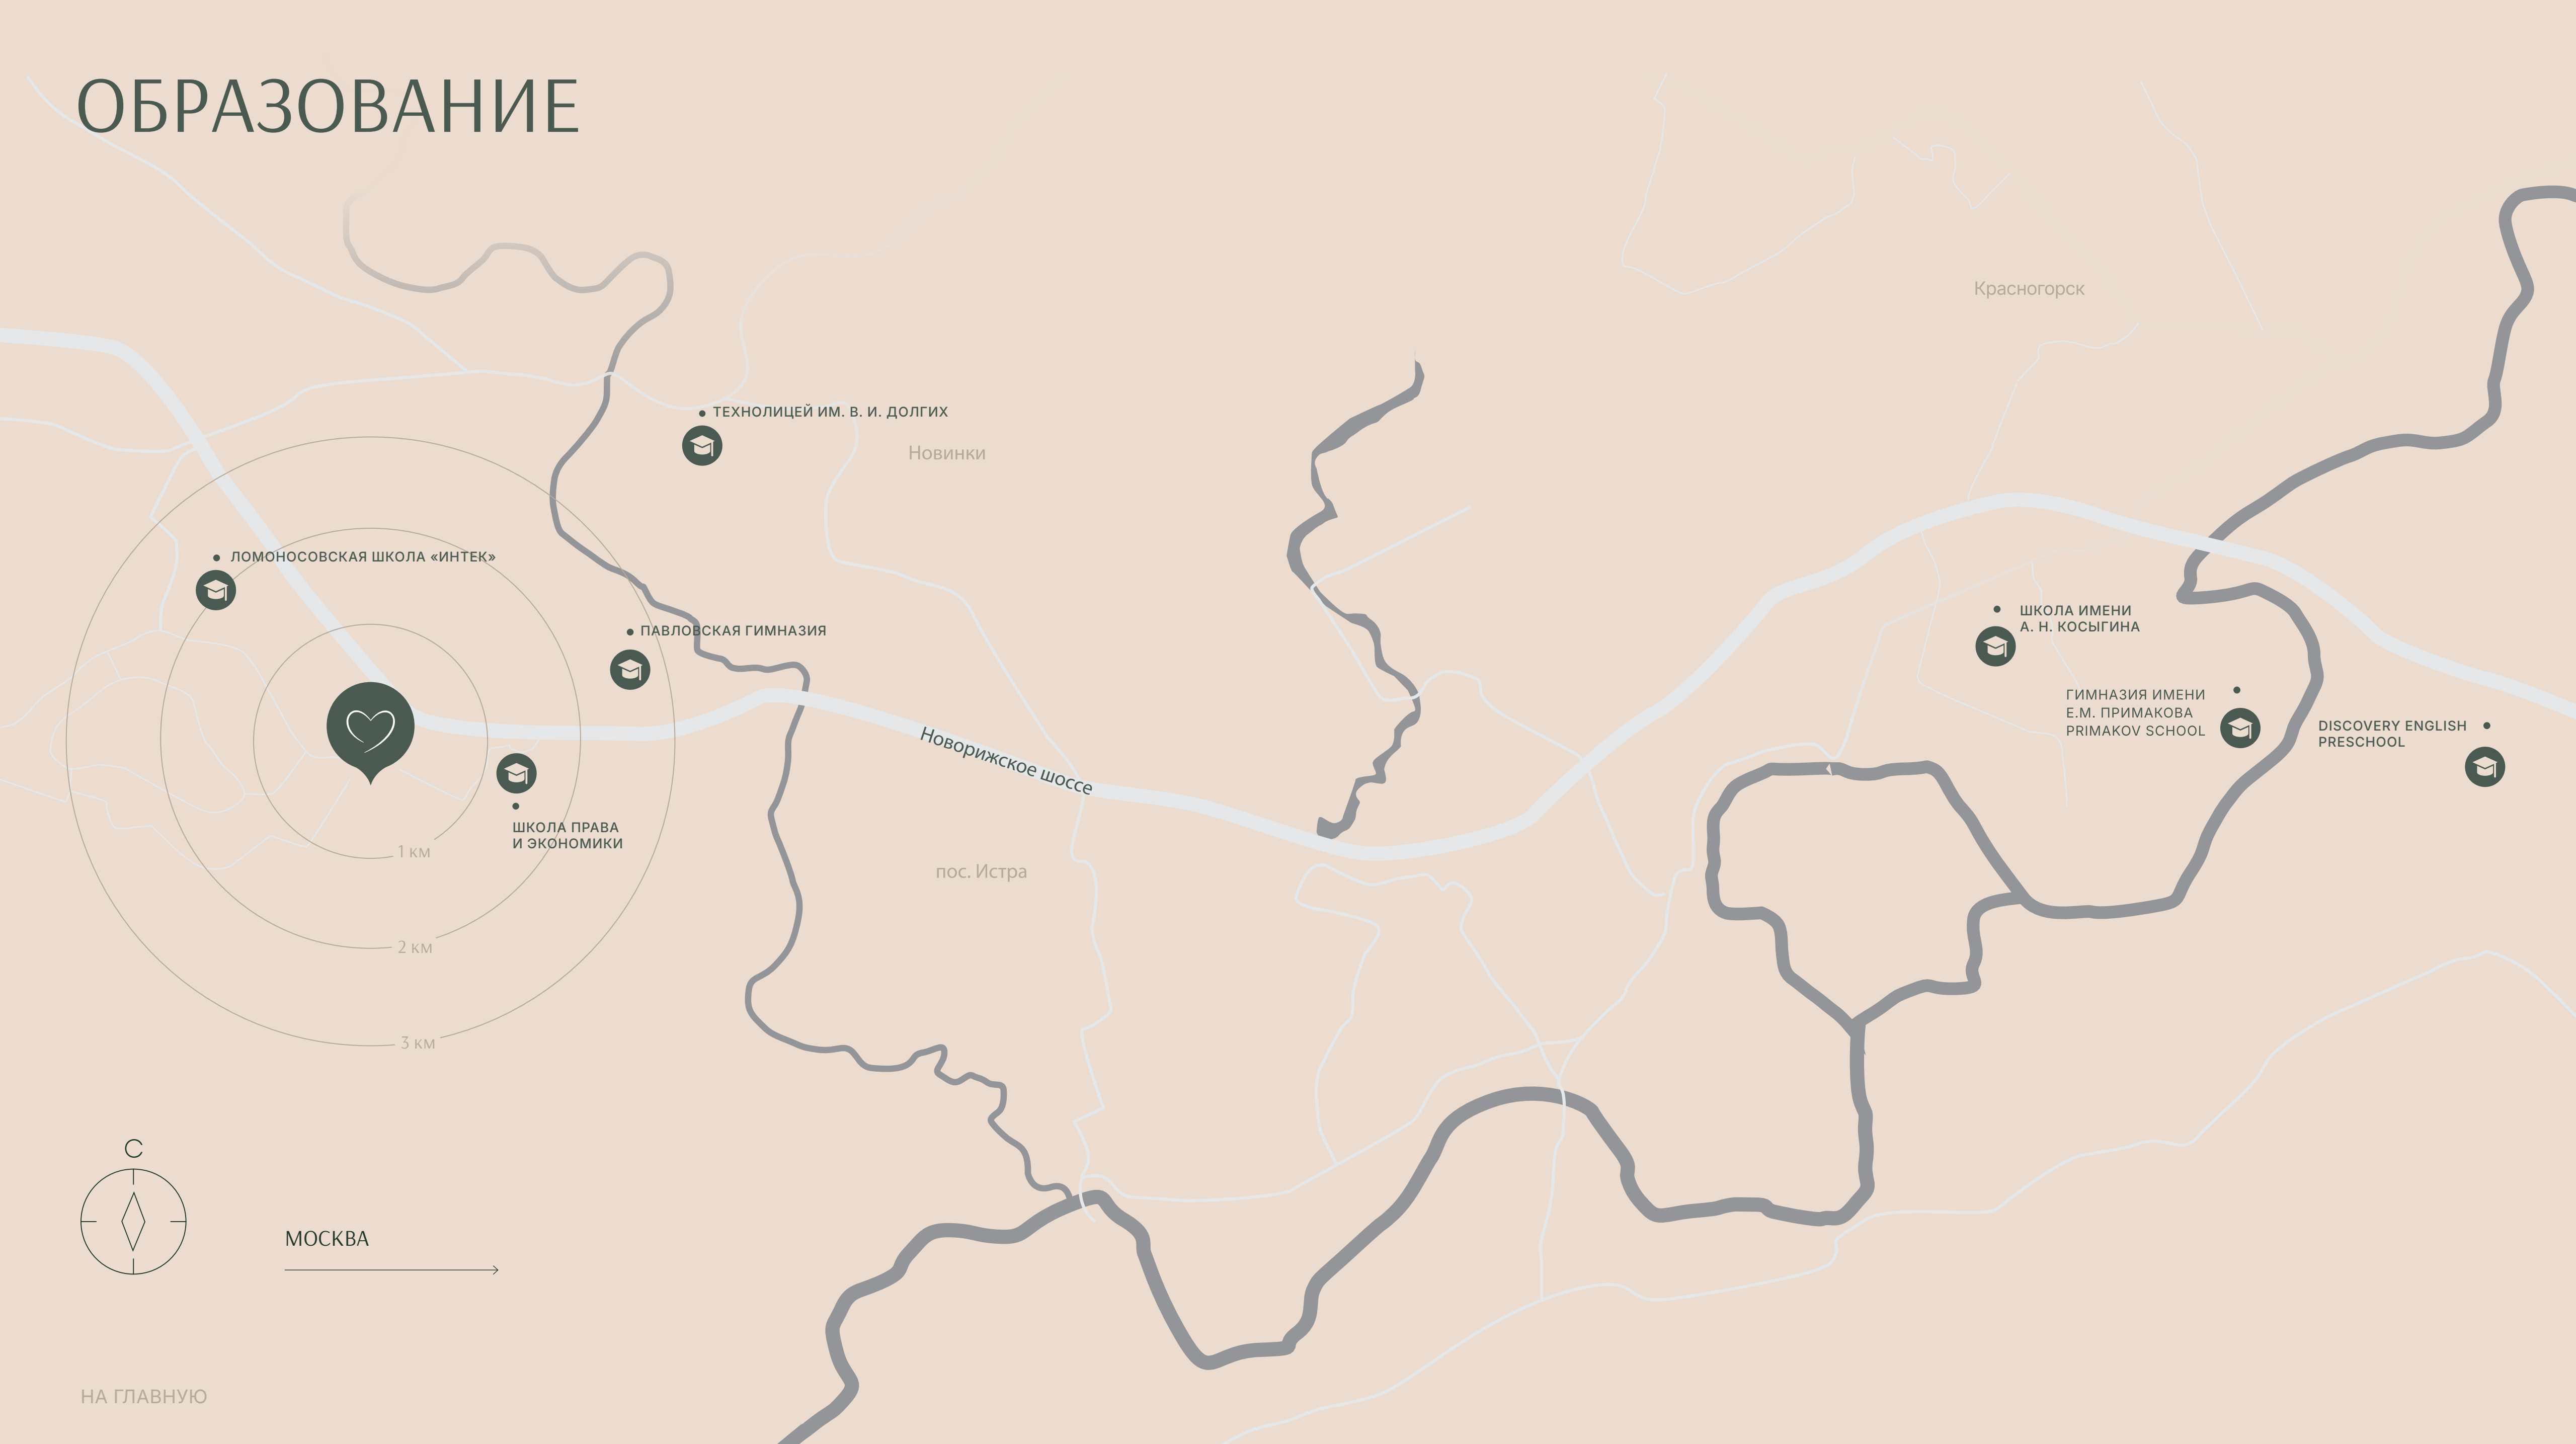 ОБРАЗОВАНИЕ
Красногорск
ТЕХНОЛИЦЕЙ ИМ. В. И. ДОЛГИХ
Новинки
ЛОМОНОСОВСКАЯ ШКОЛА «ИНТЕК»
ПАВЛОВСКАЯ ГИМНАЗИЯ
ШКОЛА ИМЕНИ
А. Н. КОСЫГИНА
ГИМНАЗИЯ ИМЕНИ
Е.М. ПРИМАКОВА
PRIMAKOV SCHOOL
DISCOVERY ENGLISH
PRESCHOOL
Новорижское шоссе
ШКОЛА ПРАВА
И ЭКОНОМИКИ
1 км
пос. Истра
2 км
3 км
С
МОСКВА
НА ГЛАВНУЮ